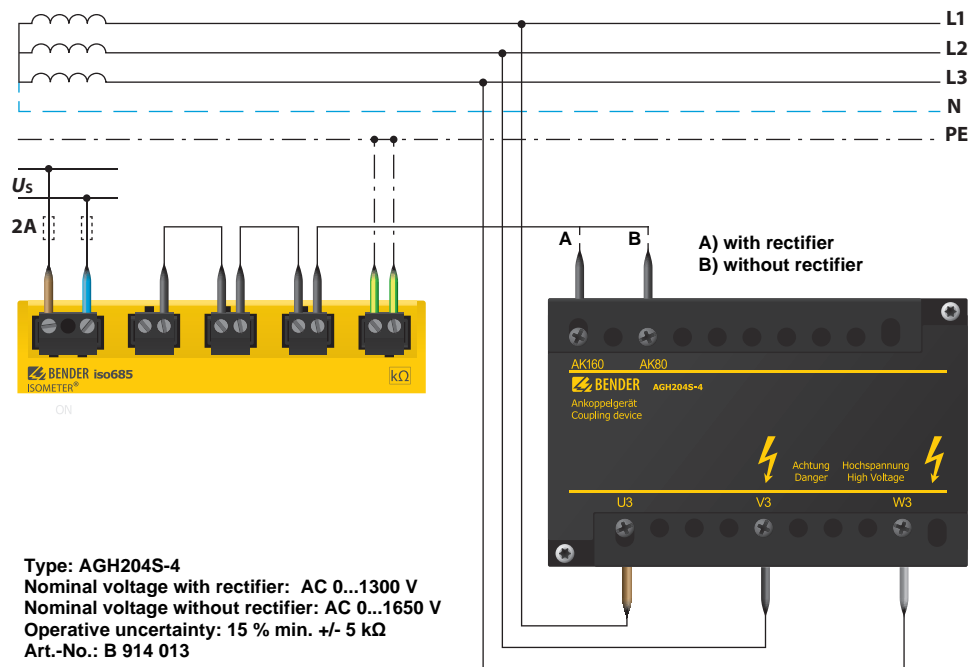 L1
L2
L3
N
PE
Us
2A
A
B
A) with rectifier
B) without rectifier
AK160 AK80
BENDER AGH204S-4
Ankoppelgerät
Coupling device
Achtung Hochspannung
Danger High Voltage
U3 V3 W3
BENDER iso685
ISOMETER®
kΩ
ON
Type: AGH204S-4
Nominal voltage with rectifier: AC 0...1300 V
Nominal voltage without rectifier: AC 0...1650 V
Operative uncertainty: 15 % min. +/- 5 kΩ
Art.-No.: B 914 013